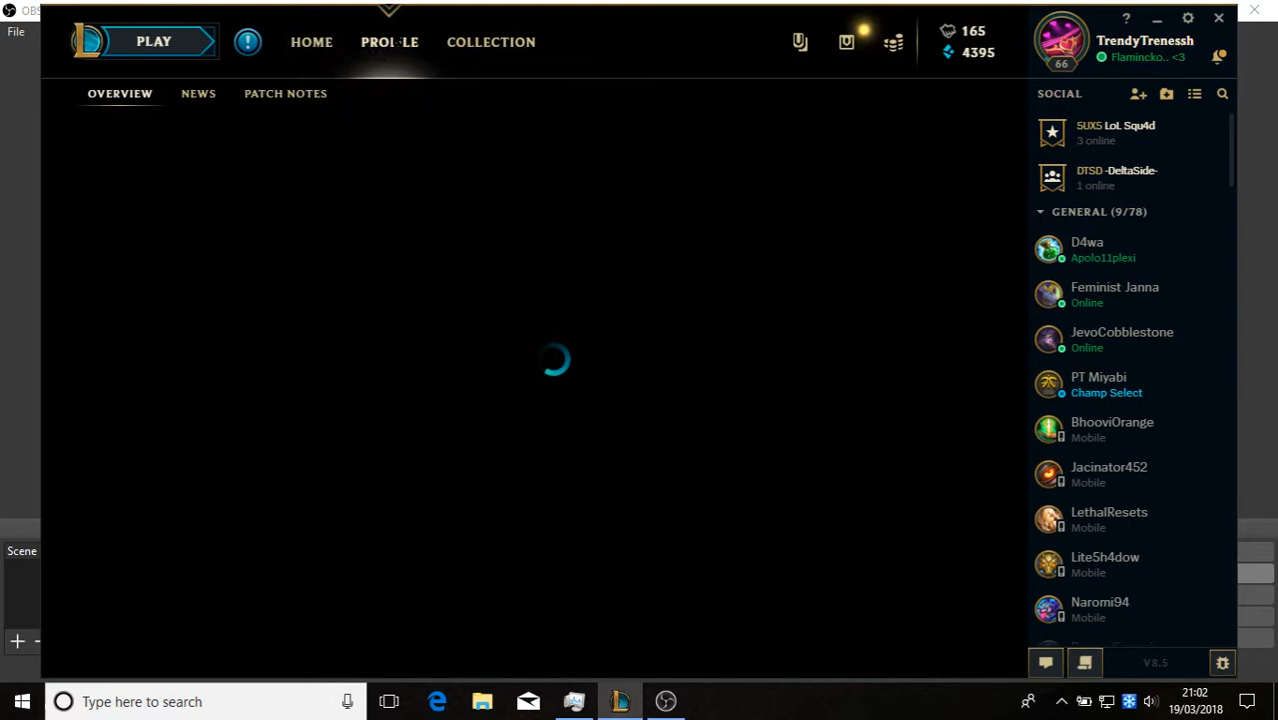 OBS
File
PLAY
HOME
PROFILE
COLLECTION
165
4395
?
66
TrendyTrenessh
Flamincko.. <3
OVERVIEW
NEWS
PATCH NOTES
SOCIAL
5UX5 LoL Squ4d
3 online
DTSD -DeltaSide-
1 online
GENERAL (9/78)
D4wa
Apolo11plexi
Feminist Janna
Online
JevoCobblestone
Online
PT Miyabi
Champ Select
BhooviOrange
Mobile
Jacinator452
Mobile
LethalResets
Mobile
Lite5h4dow
Mobile
Naromi94
Mobile
Scene
V8.5
Type here to search
21:02
19/03/2018